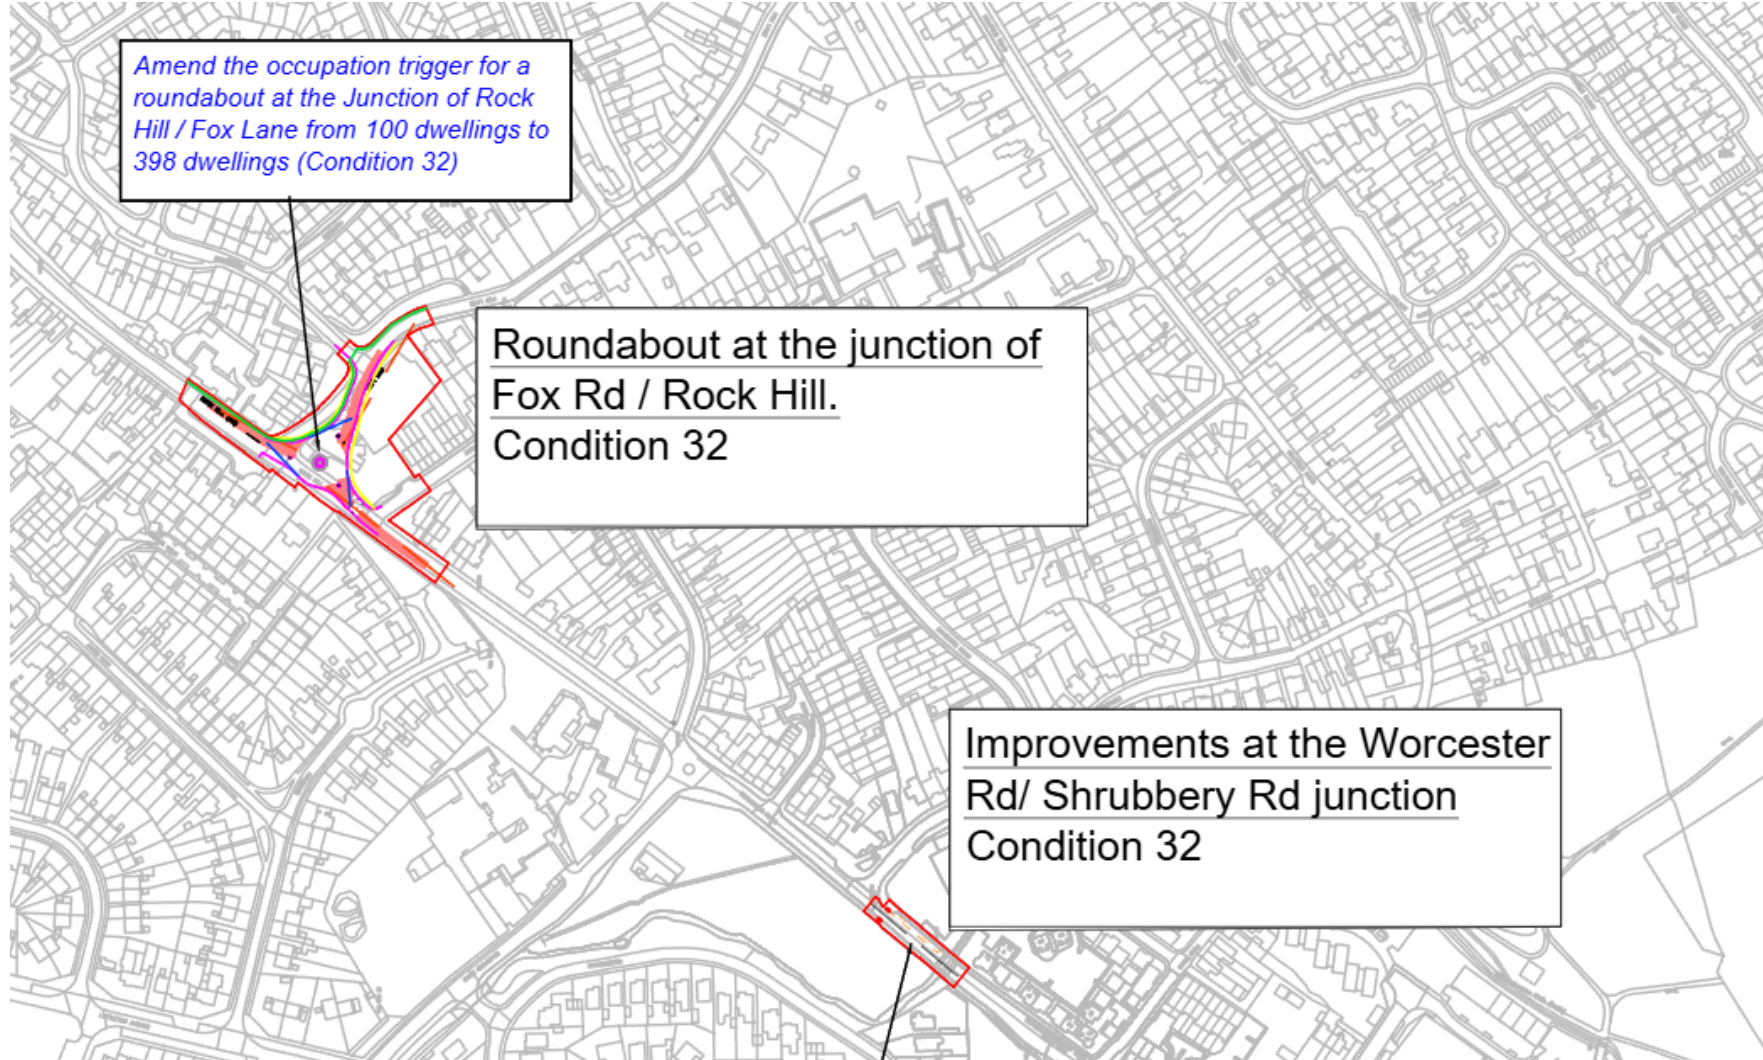 Amend the occupation trigger for a
roundabout at the Junction of Rock
Hill / Fox Lane from 100 dwellings to
398 dwellings (Condition 32)
Roundabout at the junction of
Fox Rd / Rock Hill.
Condition 32
Improvements at the Worcester
Rd/ Shrubbery Rd junction
Condition 32